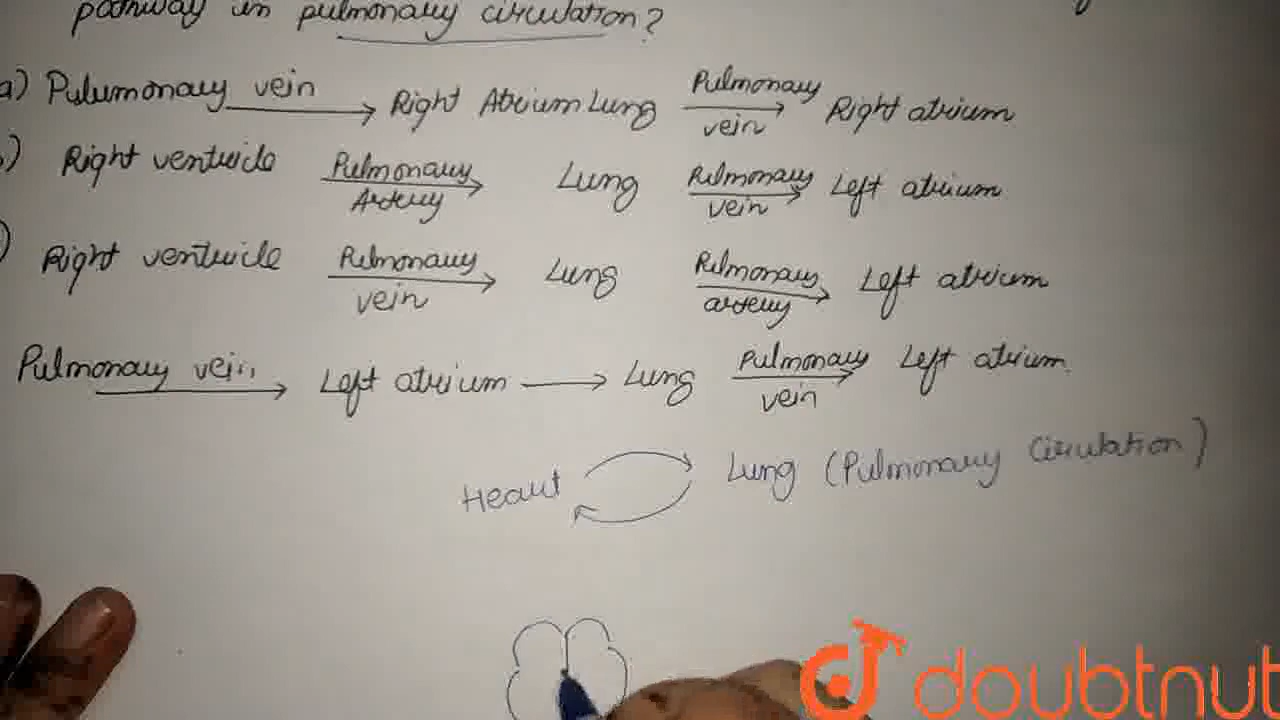 pathway in pulmonary circulation?
a) Pulumonary vein → Right Atrium Lung Pulmonary vein → Right atrium
) Right ventricle Pulmonary Artery → Lung Pulmonary vein → Left atrium
) Right ventricle Pulmonary vein → Lung Pulmonary artery → Left atrium
Pulmonary vein → Left atrium → Lung Pulmonary vein → Left atrium
Heart Lung (Pulmonary Circulation)
doubtnut